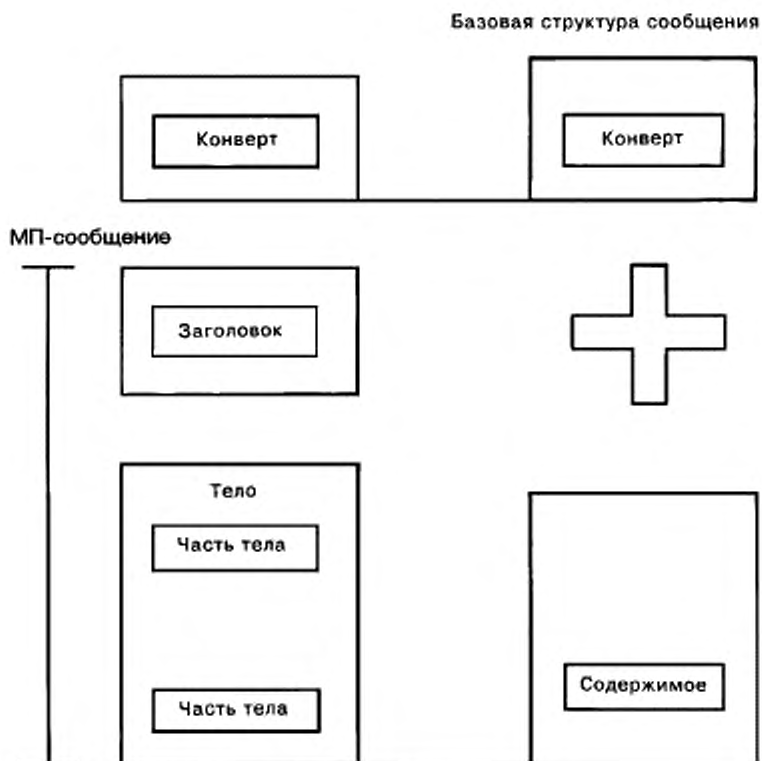 Базовая структура сообщения
Конверт
Конверт
МП-сообщение
Заголовок
Тело
Часть тела
Содержимое
Часть тела